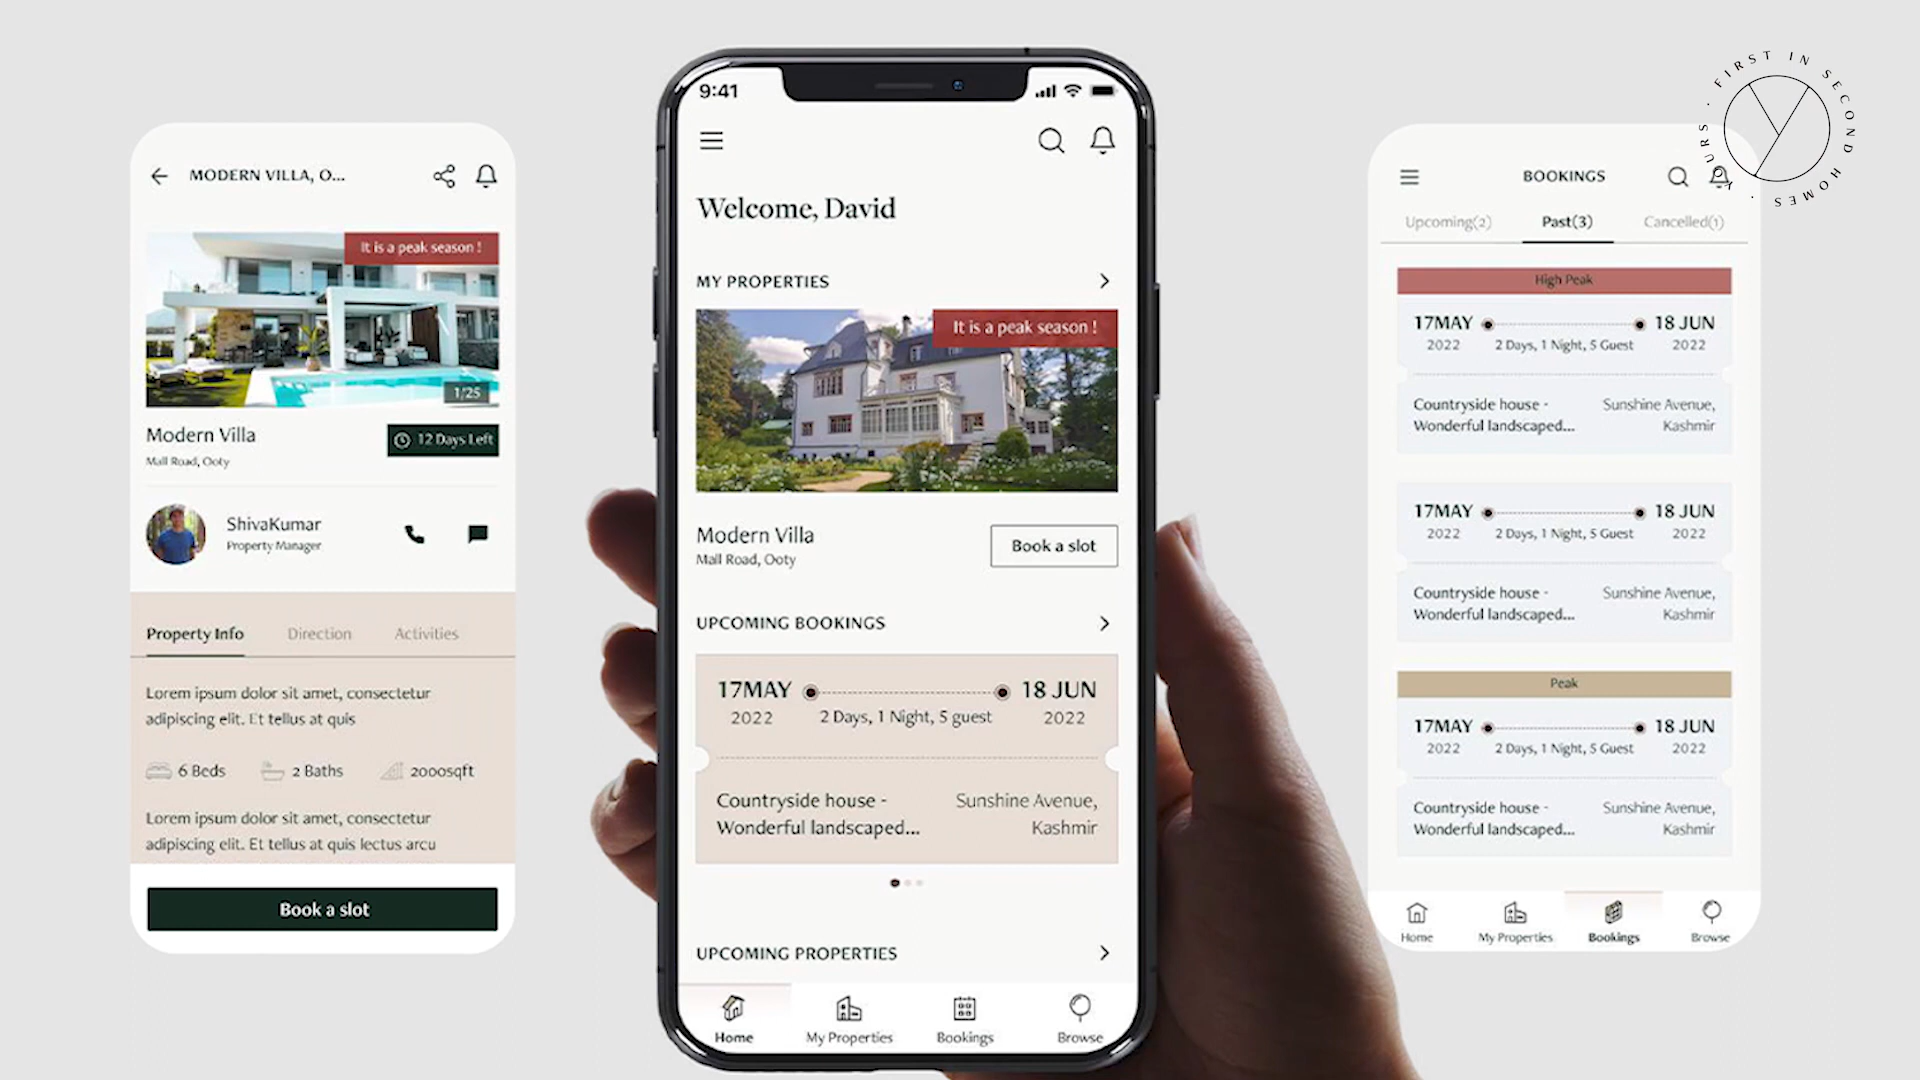 MODERN VILLA, O...
It is a peak season !
1/25
Modern Villa
12 Days Left
Mall Road, Ooty
ShivaKumar
Property Manager
Property Info
Direction
Activities
Lorem ipsum dolor sit amet, consectetur
adipiscing elit. Et tellus at quis
6 Beds
2 Baths
2000sqft
Lorem ipsum dolor sit amet, consectetur
adipiscing elit. Et tellus at quis lectus arcu
Book a slot
9:41
Welcome, David
MY PROPERTIES
It is a peak season !
Modern Villa
Mall Road, Ooty
Book a slot
UPCOMING BOOKINGS
17MAY
18 JUN
2022
2 Days, 1 Night, 5 guest
2022
Countryside house -
Wonderful landscaped...
Sunshine Avenue,
Kashmir
UPCOMING PROPERTIES
Home
My Properties
Bookings
Browse
BOOKINGS
Upcoming(2)
Past(3)
Cancelled(1)
High Peak
17MAY
18 JUN
2022
2 Days, 1 Night, 5 Guest
2022
Countryside house -
Wonderful landscaped...
Sunshine Avenue,
Kashmir
17MAY
18 JUN
2022
2 Days, 1 Night, 5 Guest
2022
Countryside house -
Wonderful landscaped...
Sunshine Avenue,
Kashmir
Peak
17MAY
18 JUN
2022
2 Days, 1 Night, 5 Guest
2022
Countryside house -
Wonderful landscaped...
Sunshine Avenue,
Kashmir
Home
My Properties
Bookings
Browse
YOURS · FIRST IN SECOND HOMES ·